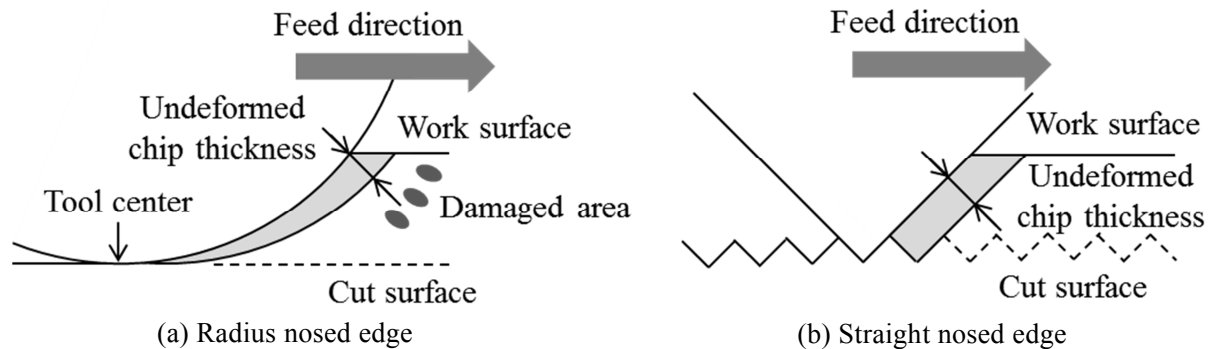 Feed direction
Undeformed
chip thickness
Work surface
Tool center
Damaged area
Cut surface
(a) Radius nosed edge
Feed direction
Work surface
Undeformed
chip thickness
Cut surface
(b) Straight nosed edge